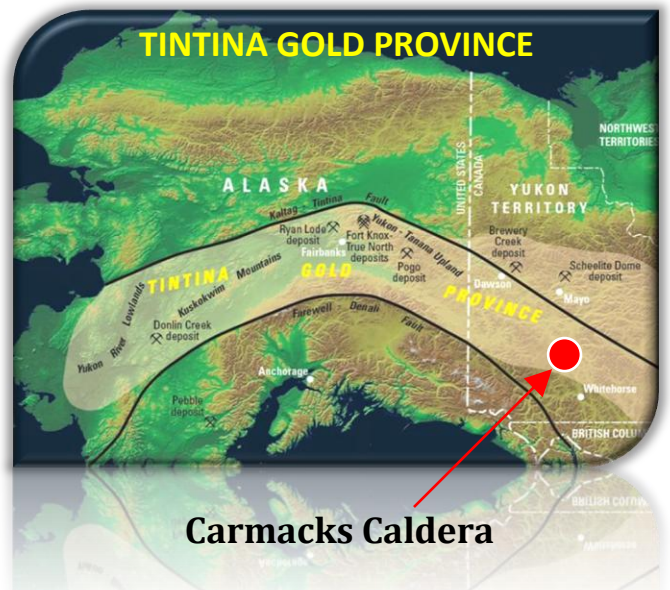 TINTINA GOLD PROVINCE
NORTHWEST
TERRITORIES
ALASKA
UNITED STATES
CANADA
YUKON
TERRITORY
Kaltag - Tintina Fault
Ryan Lode
deposit
Fort Knox-
True North
deposits
Fairbanks
Yukon - Tanana Upland
Pogo
deposit
Brewery
Creek
deposit
Dawson
Scheelite Dome
deposit
Mayo
TINTINA
GOLD
PROVINCE
Kuskokwim Mountains
Yukon River Lowlands
Donlin Creek
deposit
Farewell - Denali Fault
Anchorage
Pebble
deposit
Whitehorse
BRITISH COLUM
Carmacks Caldera